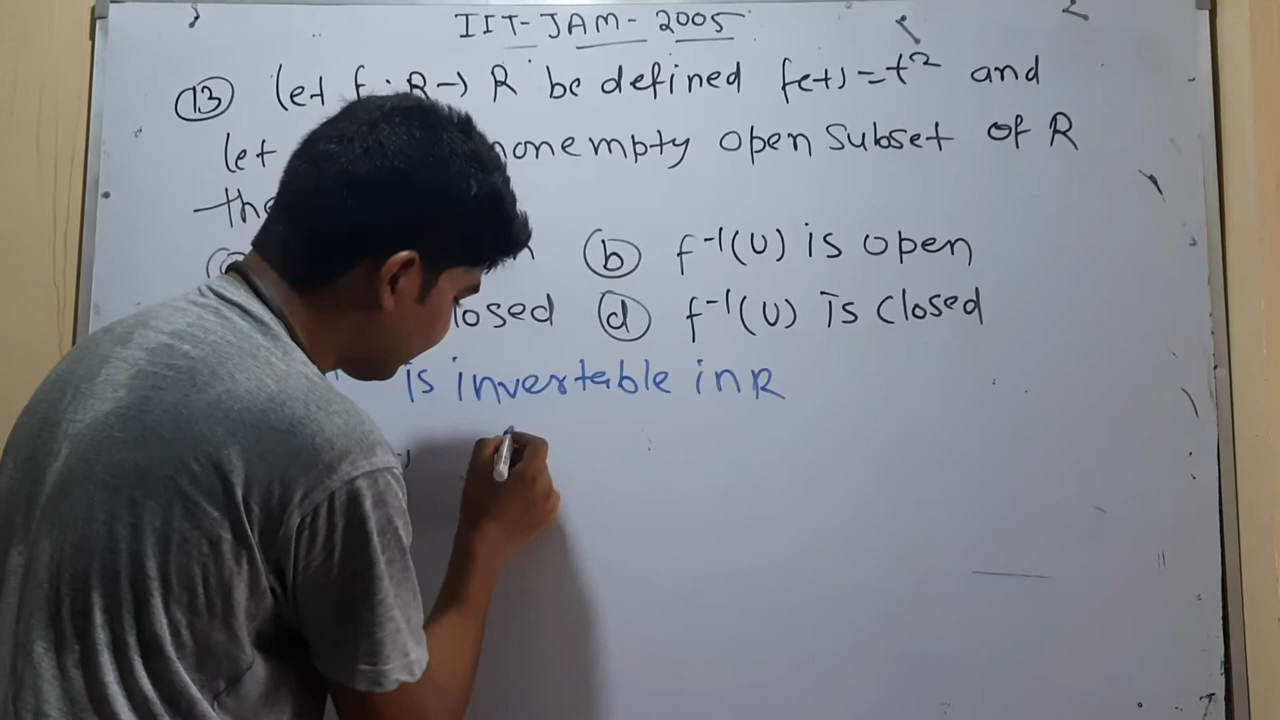 IIT-JAM-2005
(13) let f: R→ R be defined f(t)=t² and
let nonempty open subset of R
the
(b) f⁻¹(U) is open
losed (d) f⁻¹(U) is closed
is invertable in R